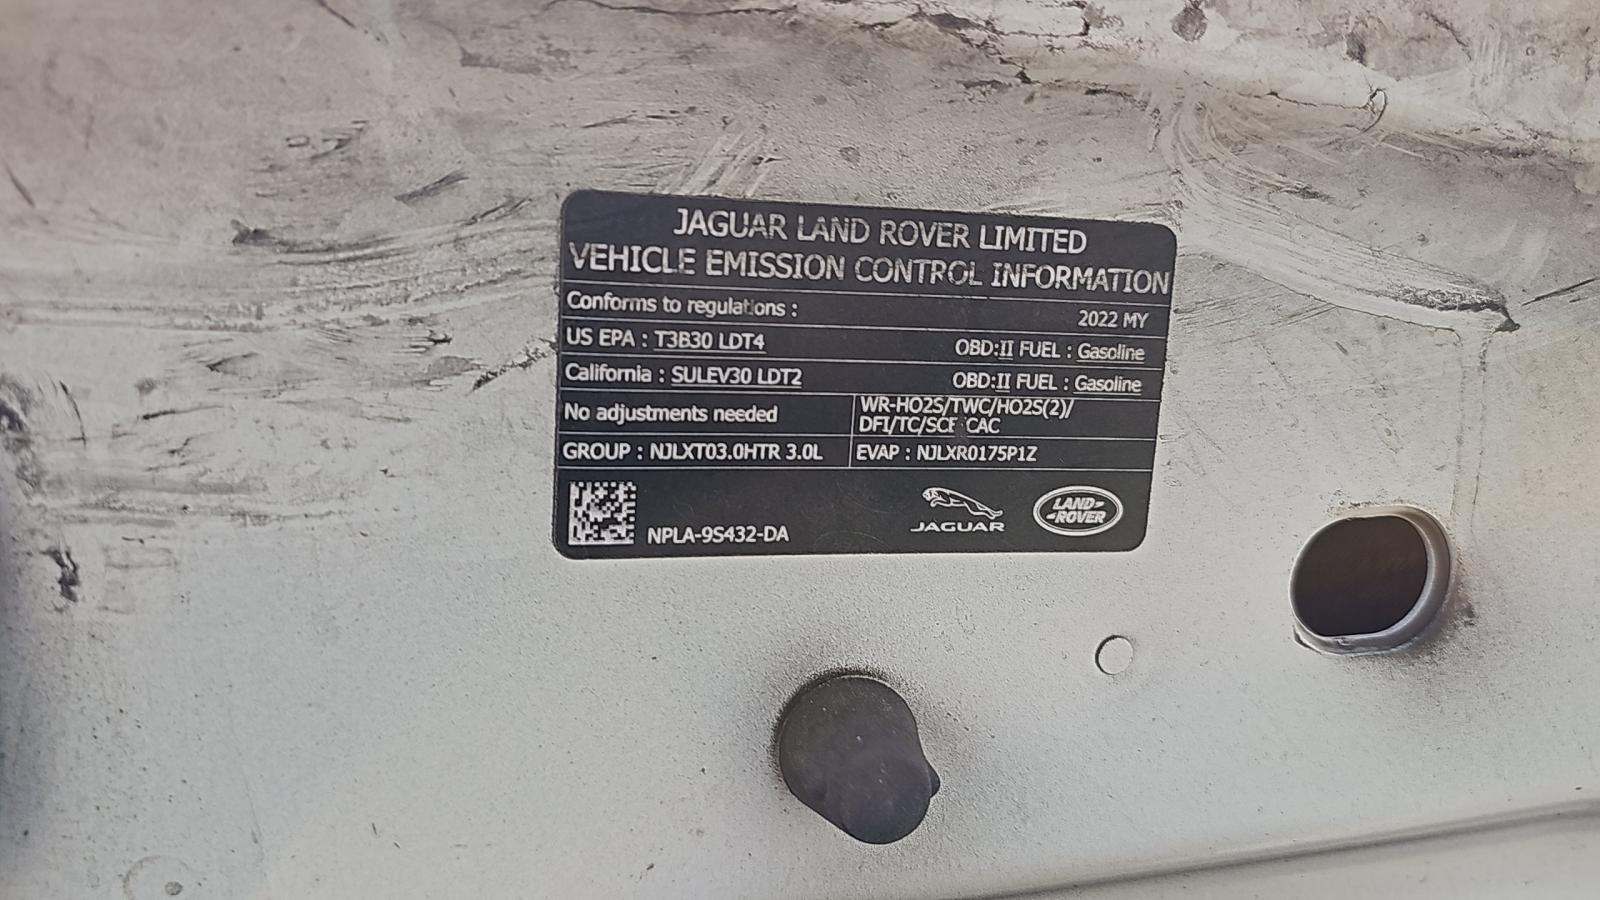 JAGUAR LAND ROVER LIMITED
VEHICLE EMISSION CONTROL INFORMATION
Conforms to regulations : 2022 MY
US EPA : T3B30 LDT4 OBD:II FUEL : Gasoline
California : SULEV30 LDT2 OBD:II FUEL : Gasoline
No adjustments needed
WR-HO2S/TWC/HO2S(2)/
DFI/TC/SCE CAC
GROUP : NJLXT03.0HTR 3.0L EVAP : NJLXR0175P1Z
NPLA-9S432-DA
JAGUAR
LAND-
-ROVER